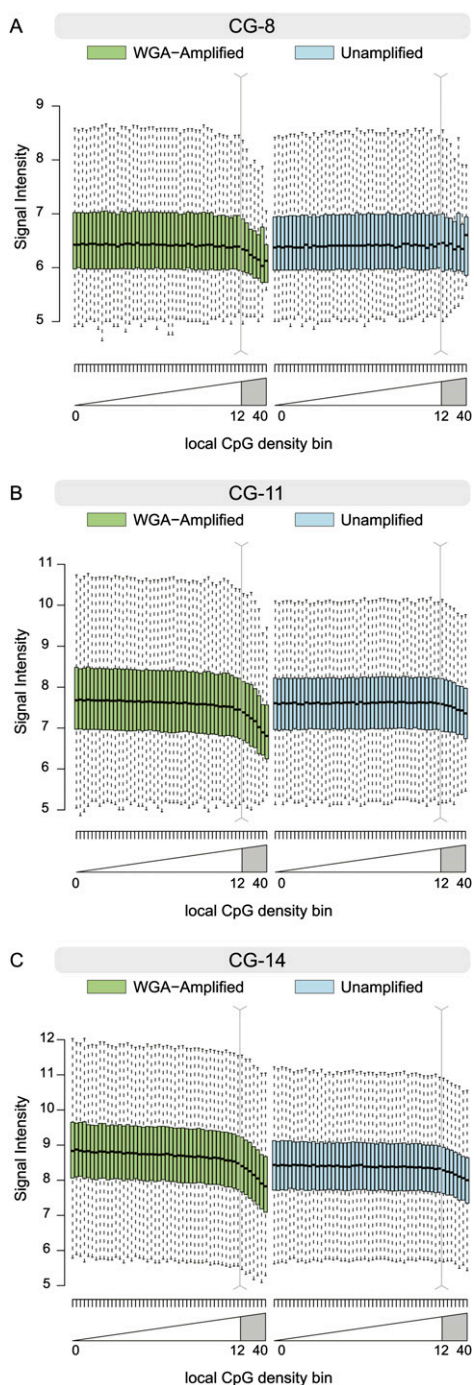 A
CG-8
WGA-Amplified Unamplified
Signal Intensity
9
8
7
6
5
0 12 40 0 12 40
local CpG density bin
B
CG-11
WGA-Amplified Unamplified
Signal Intensity
11
10
9
8
7
5
0 12 40 0 12 40
local CpG density bin
C
CG-14
WGA-Amplified Unamplified
Signal Intensity
12
11
10
9
8
7
6
5
0 12 40 0 12 40
local CpG density bin